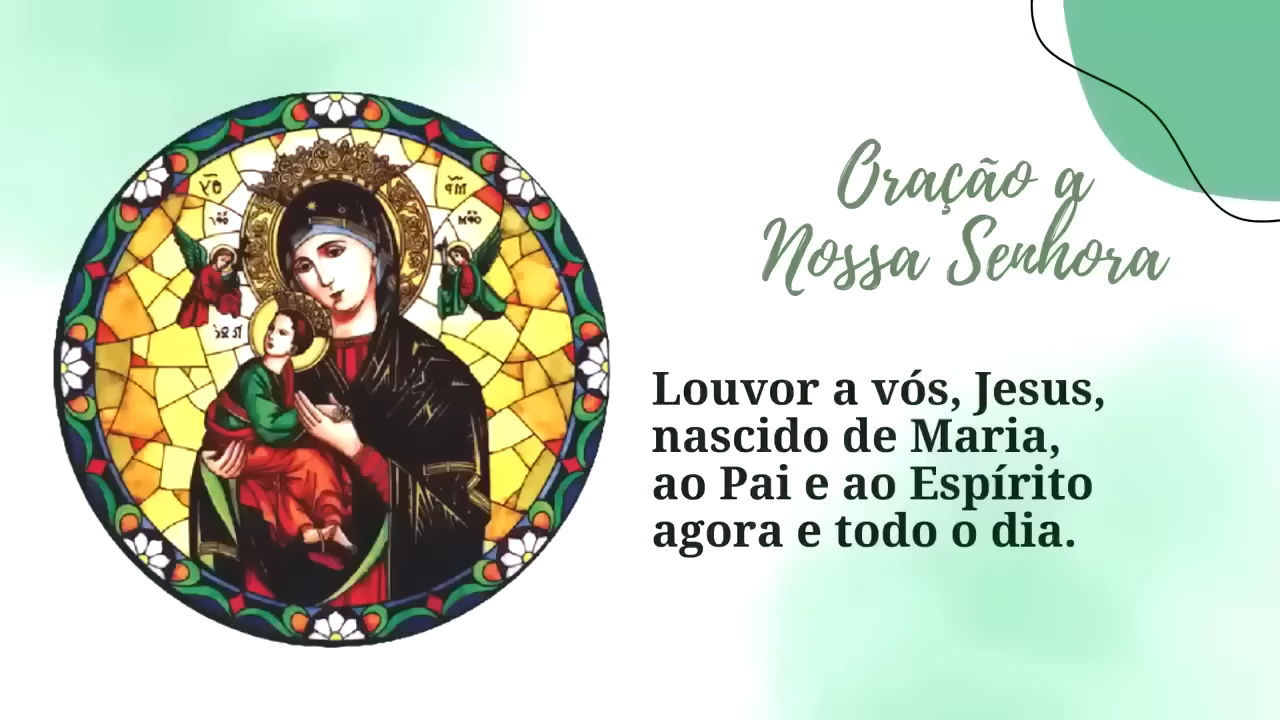 Oração a
Nossa Senhora
Louvor a vós, Jesus,
nascido de Maria,
ao Pai e ao Espírito
agora e todo o dia.